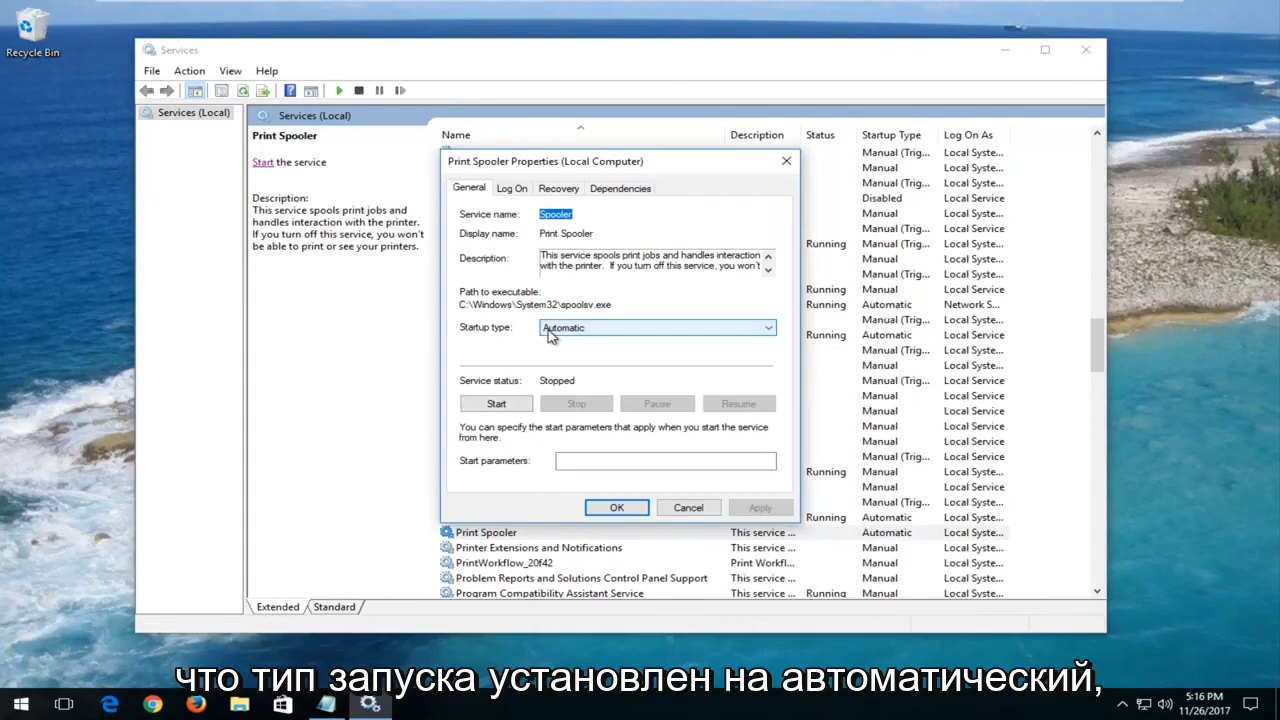 Recycle Bin
Services
File Action View Help
Services (Local)
Services (Local)
Print Spooler
Start the service
Description:
This service spools print jobs and
handles interaction with the printer.
If you turn off this service, you won't
be able to print or see your printers.
Name Description Status Startup Type Log On As
Manual (Trig... Local Syste...
Manual Local Syste...
Manual (Trig... Local Syste...
Disabled Local Service
Manual Local Syste...
Running Manual (Trig... Local Syste...
Manual (Trig... Local Syste...
Manual Local Syste...
Running Manual Local Service
Running Automatic Network S...
Manual Local Service
Running Automatic Local Service
Manual (Trig... Local Syste...
Manual (Trig... Local Syste...
Manual Local Service
Manual Local Service
Manual Local Service
Manual Local Service
Manual (Trig... Local Syste...
Running Manual Local Syste...
Manual Local Service
Manual (Trig... Local Syste...
Running Automatic Local Syste...
Print Spooler This service ... Automatic Local Syste...
Printer Extensions and Notifications This service ... Manual Local Syste...
PrintWorkflow_20f42 Print Workfl... Manual Local Syste...
Problem Reports and Solutions Control Panel Support This service ... Manual Local Syste...
Program Compatibility Assistant Service This service ... Running Manual Local Syste...
Print Spooler Properties (Local Computer)
General Log On Recovery Dependencies
Service name: Spooler
Display name: Print Spooler
Description: This service spools print jobs and handles interaction
with the printer. If you turn off this service, you won't
Path to executable:
C:\Windows\System32\spoolsv.exe
Startup type: Automatic
Service status: Stopped
Start Stop Pause Resume
You can specify the start parameters that apply when you start the service
from here.
Start parameters:
OK Cancel Apply
Extended Standard
что тип запуска установлен на автоматический,
5:16 PM
11/26/2017